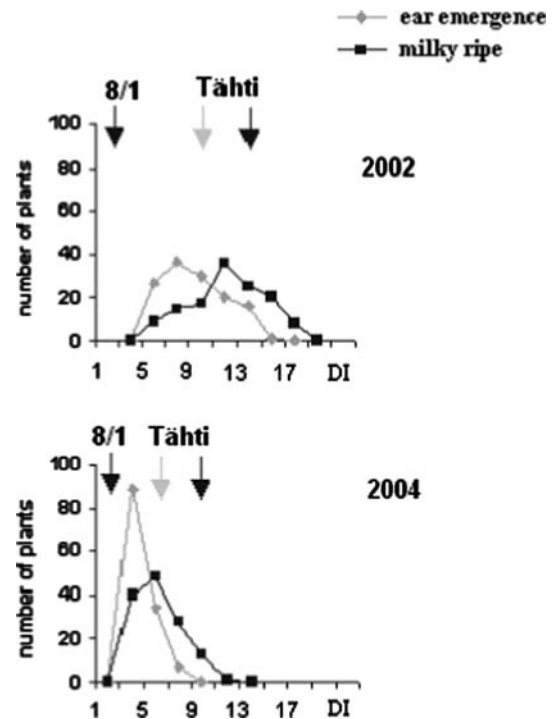 ear emergence
milky ripe
8/1 Tähti
100
80
60
40
20
0
number of plants
2002
1 5 9 13 17 DI
8/1 Tähti
100
80
60
40
20
0
number of plants
2004
1 5 9 13 17 DI